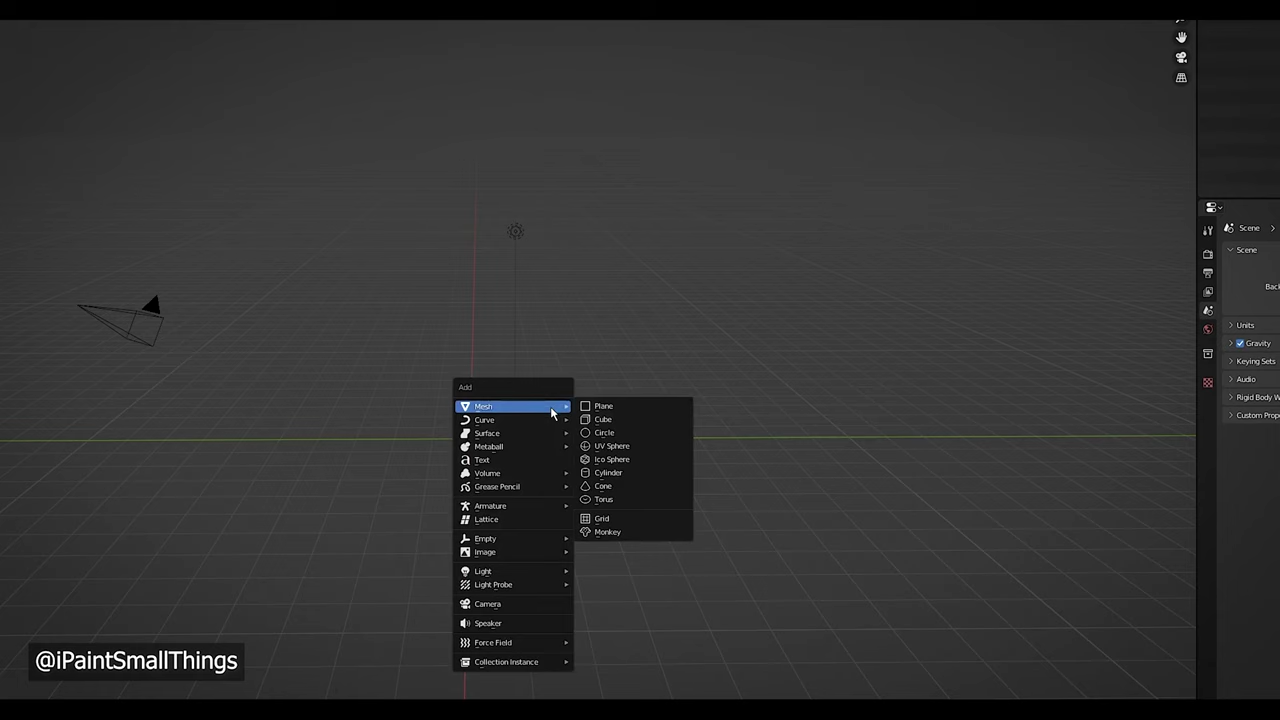 Add
Mesh
Curve
Surface
Metaball
Text
Volume
Grease Pencil
Armature
Lattice
Empty
Image
Light
Light Probe
Camera
Speaker
Force Field
Collection Instance
Plane
Cube
Circle
UV Sphere
Ico Sphere
Cylinder
Cone
Torus
Grid
Monkey
Scene
Scene
Back
Units
Gravity
Keying Sets
Audio
Rigid Body W
Custom Prope
@iPaintSmallThings